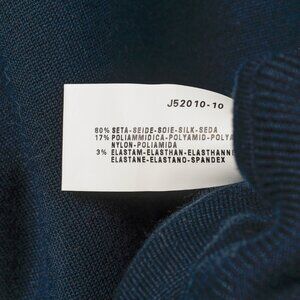 J52010-10
80% SETA-SEIDE-SOIE-SILK-SEDA
17% POLIAMMIDICA-POLYAMID-POLYA
NYLON-POLIAMIDA
3% ELASTAM-ELASTHAN-ELASTHANNE
ELASTANE-ELASTANO-SPANDEX